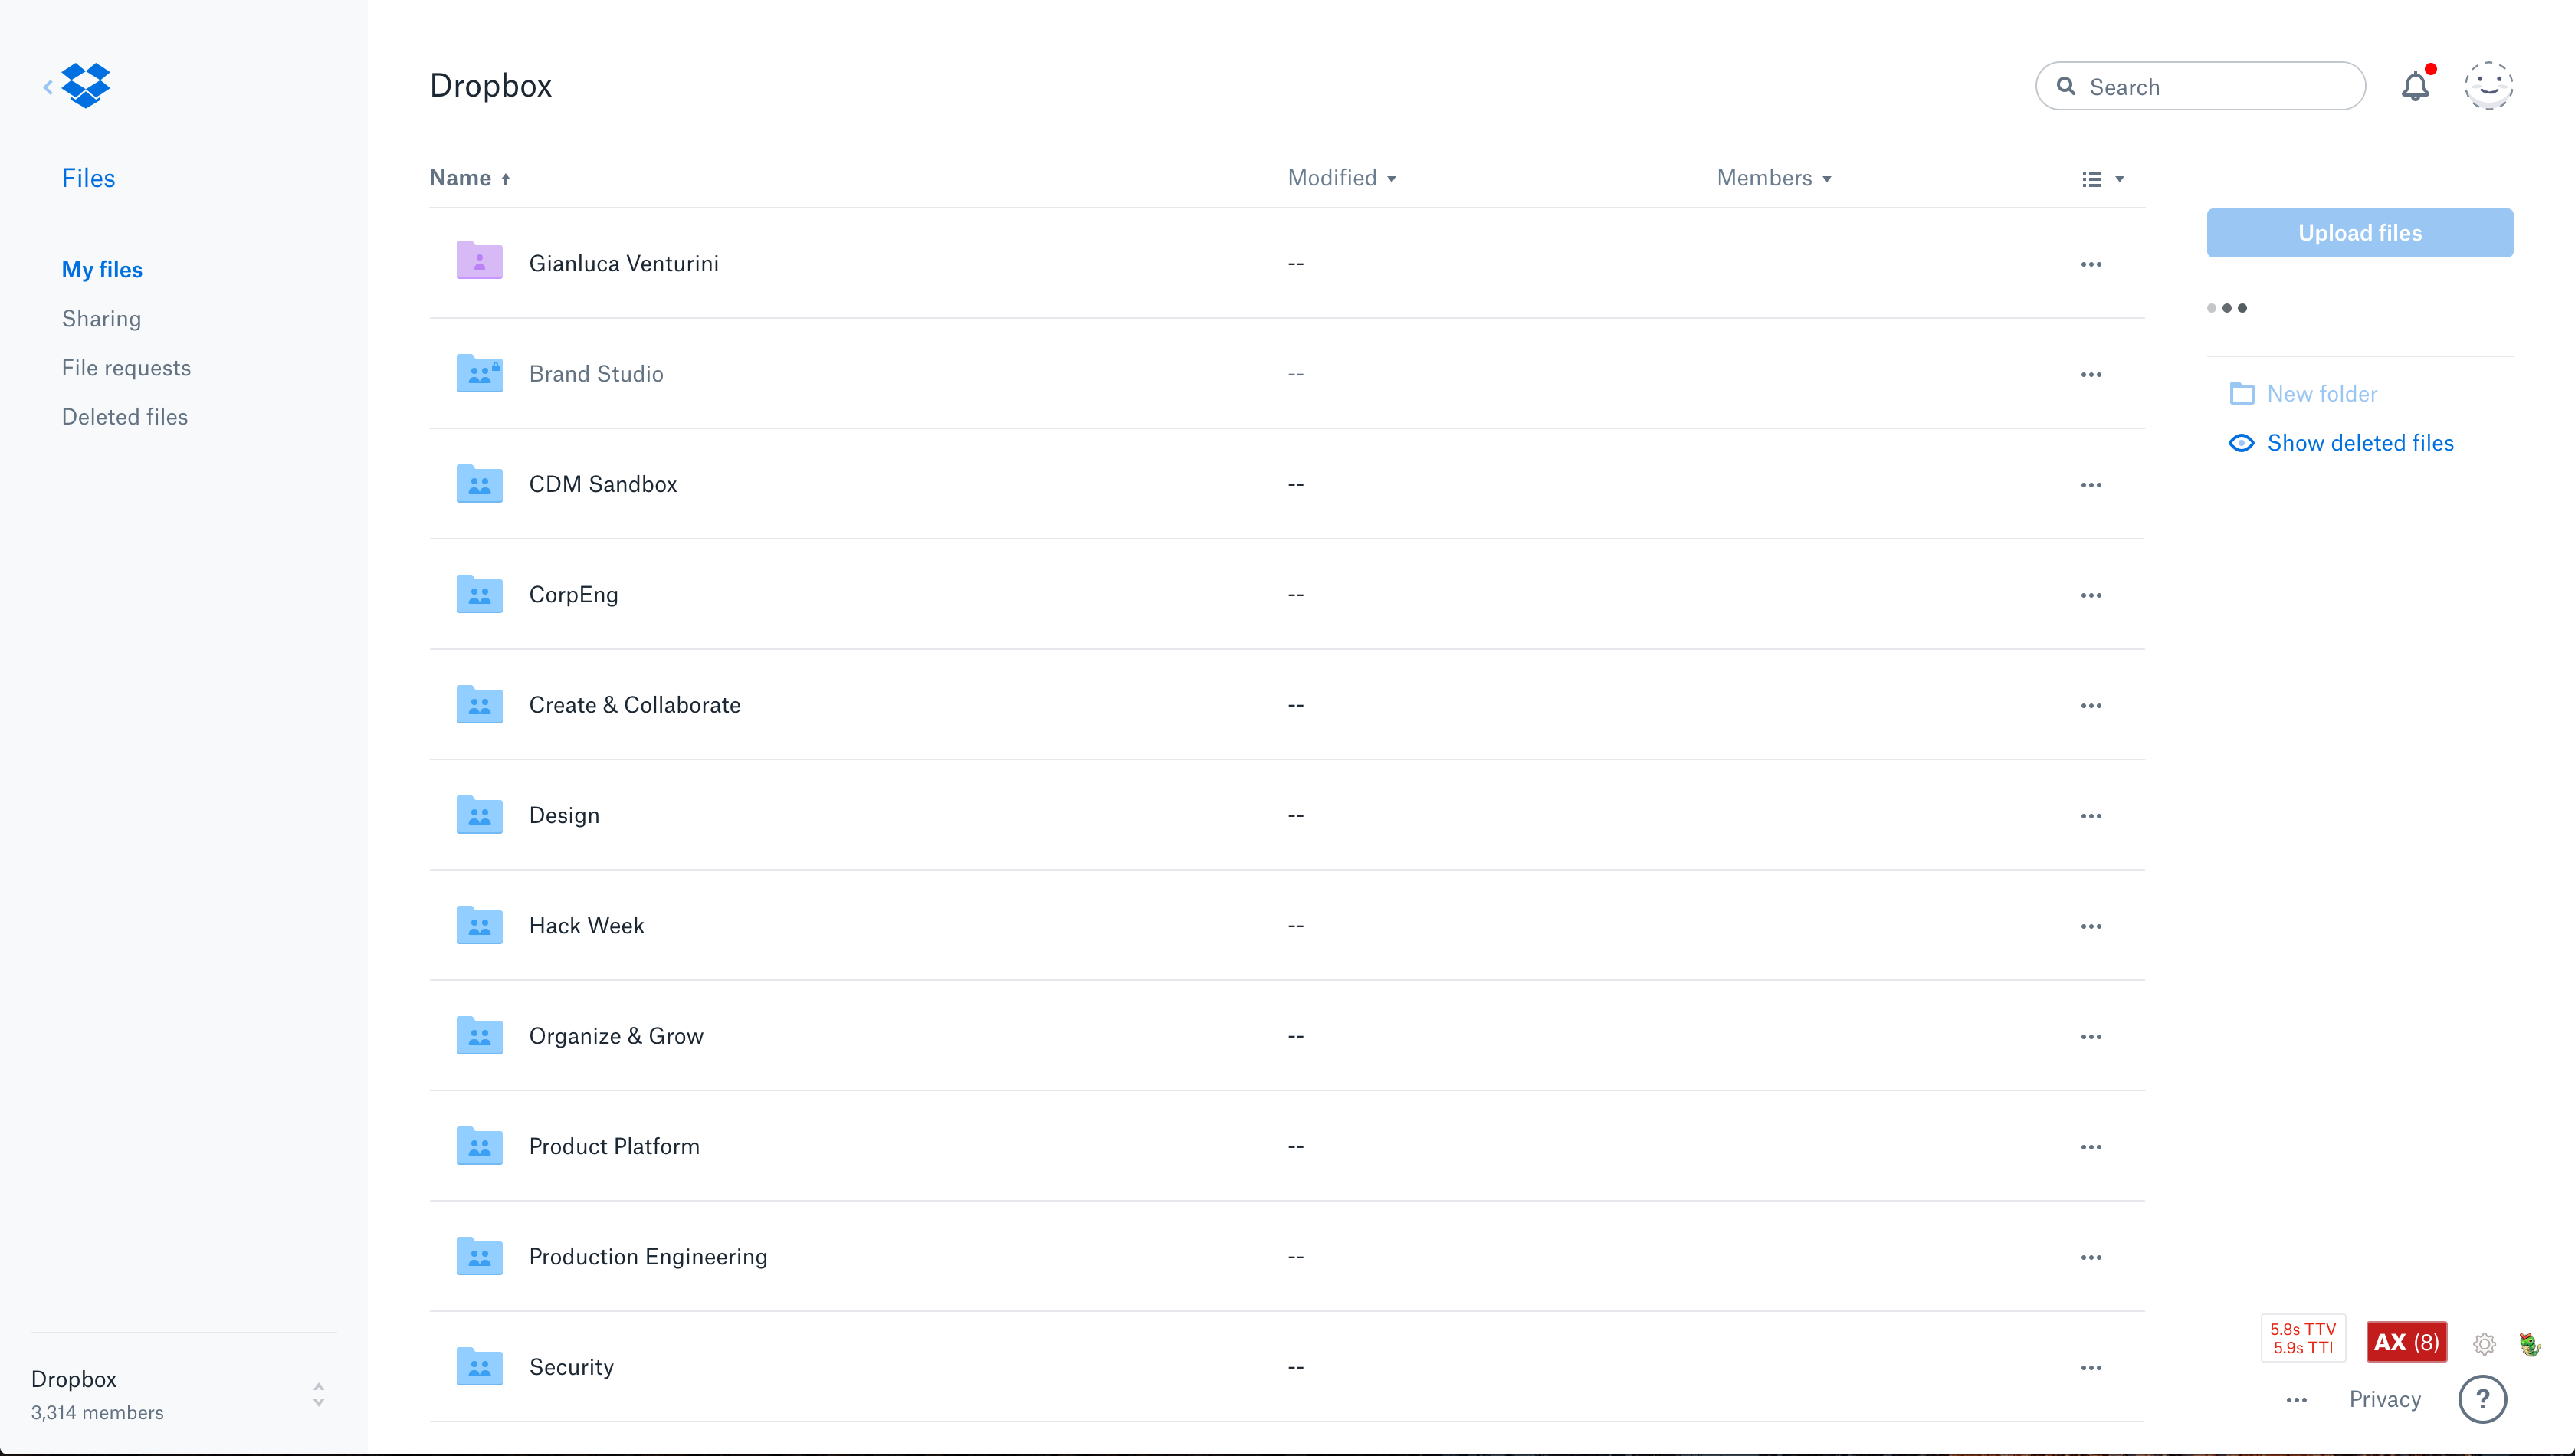 Dropbox
Search
Files
My files
Sharing
File requests
Deleted files
Name Modified Members
Gianluca Venturini --
Brand Studio --
CDM Sandbox --
CorpEng --
Create & Collaborate --
Design --
Hack Week --
Organize & Grow --
Product Platform --
Production Engineering --
Security --
Upload files
New folder
Show deleted files
Dropbox
3,314 members
5.8s TTV
5.9s TTI
AX (8)
Privacy
?